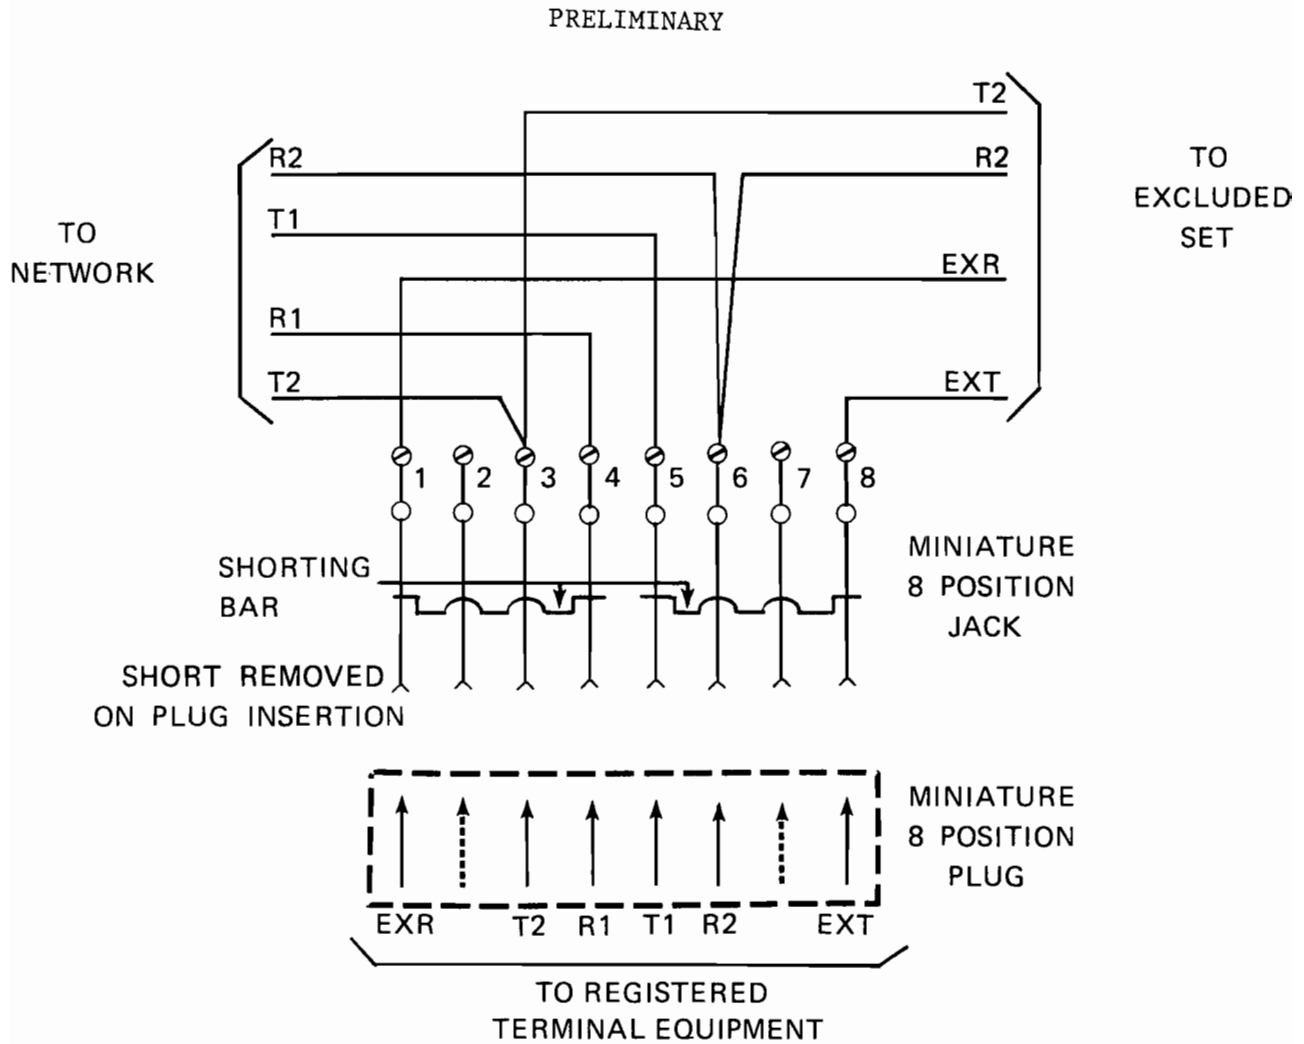 PRELIMINARY
T2
R2
R2
TO
EXCLUDED
SET
T1
TO
NETWORK
EXR
R1
T2
EXT
1 2 3 4 5 6 7 8
MINIATURE
8 POSITION
JACK
SHORTING
BAR
SHORT REMOVED
ON PLUG INSERTION
MINIATURE
8 POSITION
PLUG
EXR T2 R1 T1 R2 EXT
TO REGISTERED
TERMINAL EQUIPMENT